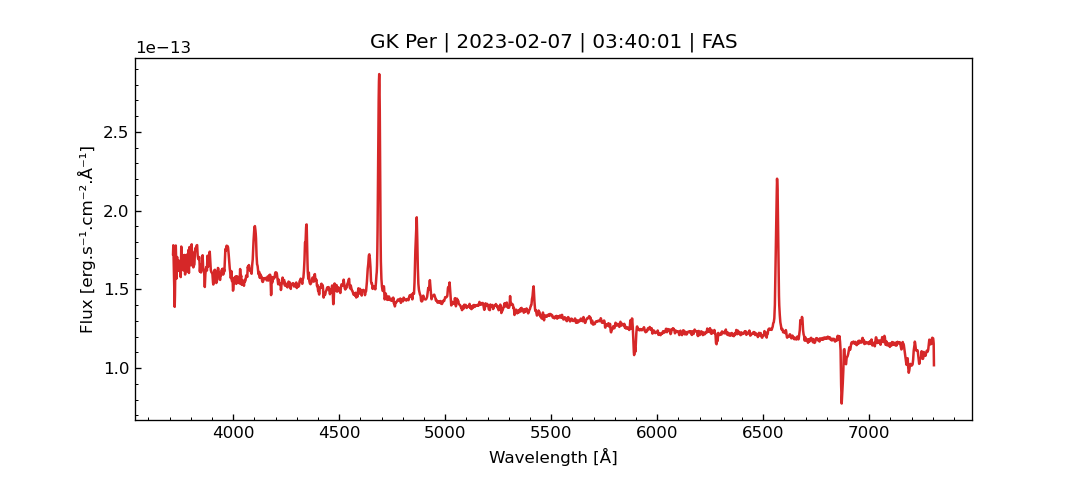 GK Per | 2023-02-07 | 03:40:01 | FAS
1e−13
2.5
2.0
1.5
1.0
Flux [erg.s⁻¹.cm⁻².Å⁻¹]
4000 4500 5000 5500 6000 6500 7000
Wavelength [Å]